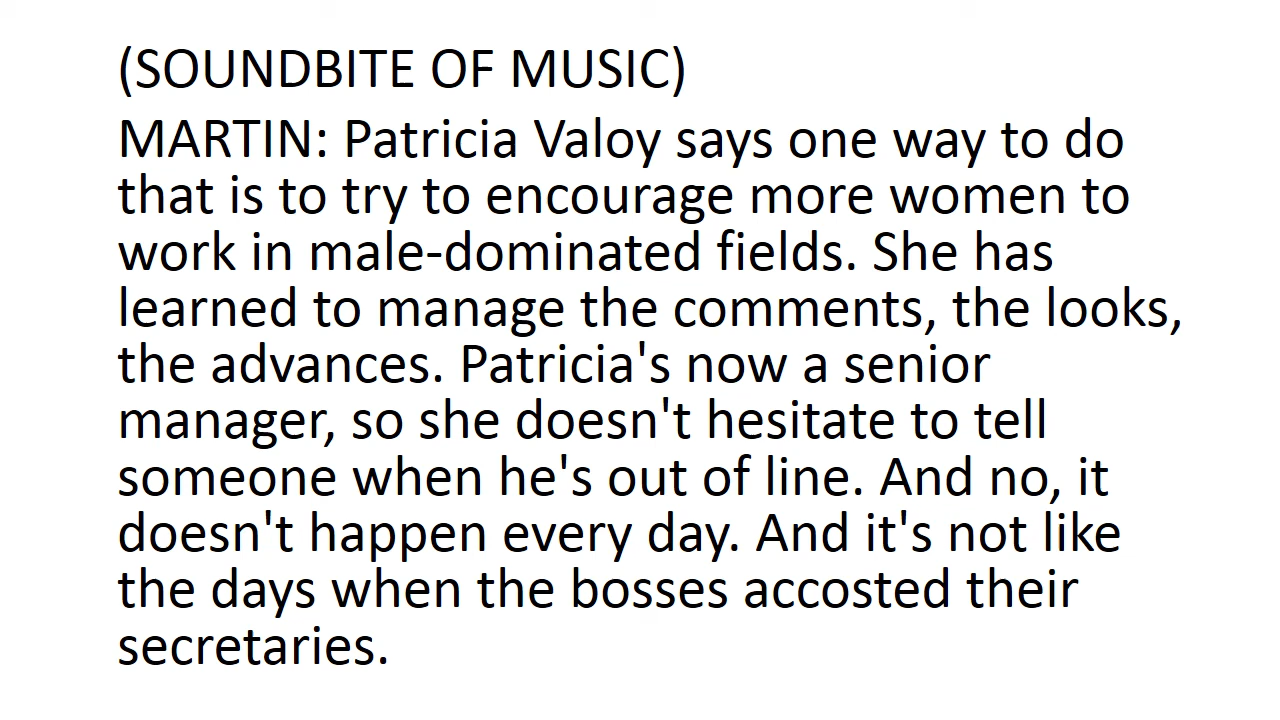 (SOUNDBITE OF MUSIC)
MARTIN: Patricia Valoy says one way to do
that is to try to encourage more women to
work in male-dominated fields. She has
learned to manage the comments, the looks,
the advances. Patricia's now a senior
manager, so she doesn't hesitate to tell
someone when he's out of line. And no, it
doesn't happen every day. And it's not like
the days when the bosses accosted their
secretaries.